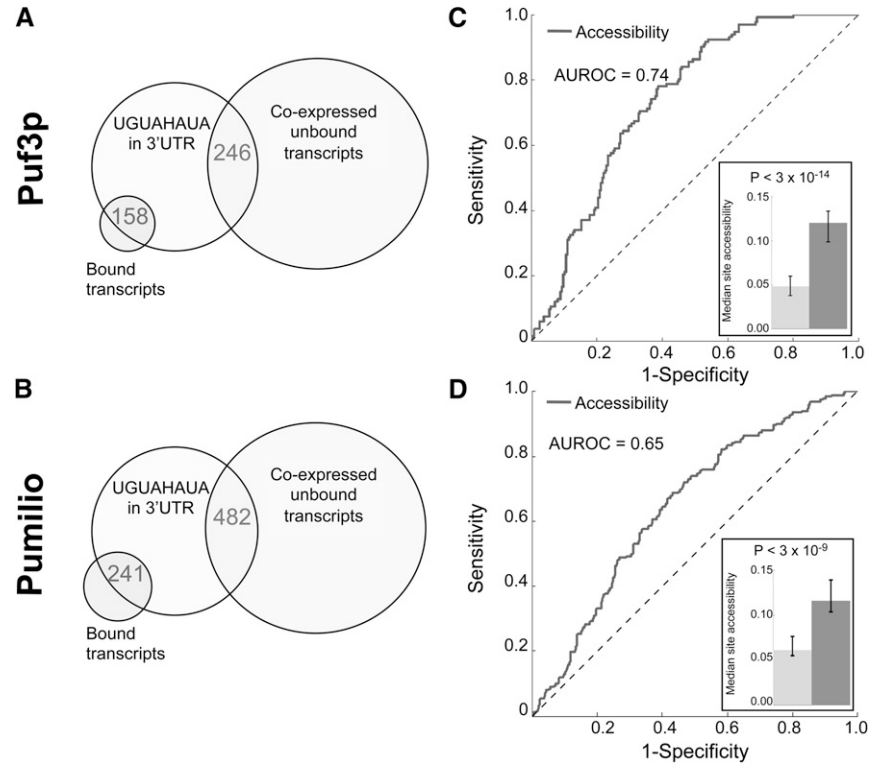 A
Puf3p
UGUAHAUA
in 3'UTR
246
Co-expressed
unbound
transcripts
158
Bound
transcripts
B
Pumilio
UGUAHAUA
in 3'UTR
482
Co-expressed
unbound
transcripts
241
Bound
transcripts
C
1.0
0.8
0.6
0.4
0.2
0
Sensitivity
Accessibility
AUROC = 0.74
P < 3 x 10⁻¹⁴
0.15
0.10
0.05
0.00
Median site accessibility
0.2 0.4 0.6 0.8 1.0
1-Specificity
D
1.0
0.8
0.6
0.4
0.2
0
Sensitivity
Accessibility
AUROC = 0.65
P < 3 x 10⁻⁹
0.15
0.10
0.05
0.00
Median site accessibility
0.2 0.4 0.6 0.8 1.0
1-Specificity